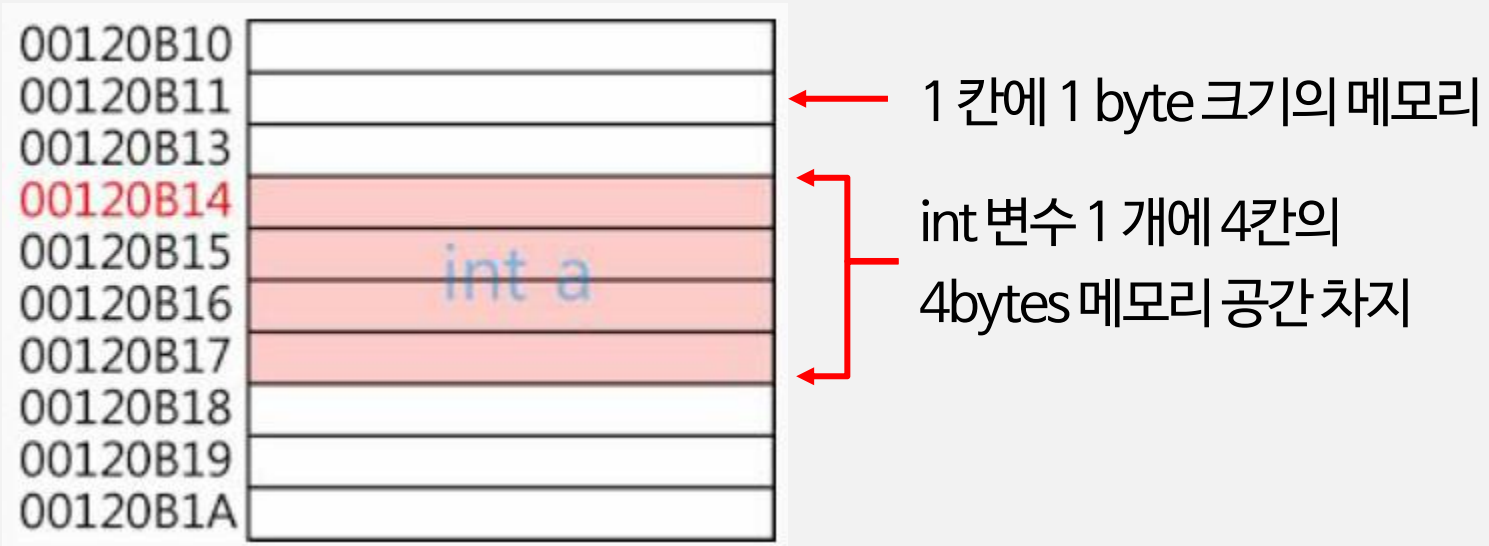 00120B10
00120B11
00120B13
00120B14
00120B15
00120B16
00120B17
00120B18
00120B19
00120B1A
int a
1 칸에 1 byte 크기의 메모리
int 변수 1 개에 4칸의
4bytes 메모리 공간 차지